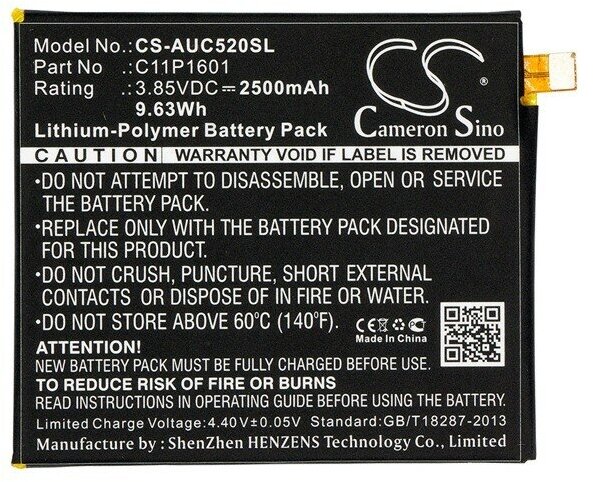 Model No.: CS-AUC520SL
Part No : C11P1601
Rating : 3.85VDC⎓2500mAh
9.63Wh
Lithium-Polymer Battery Pack
CS
Cameron Sino
CAUTION WARRANTY VOID IF LABEL IS REMOVED
•DO NOT ATTEMPT TO DISASSEMBLE, OPEN OR SERVICE
THE BATTERY PACK.
•REPLACE ONLY WITH THE BATTERY PACK DESIGNATED
FOR THIS PRODUCT.
•DO NOT CRUSH, PUNCTURE, SHORT EXTERNAL
CONTACTS OR DISPOSE OF IN FIRE OR WATER.
•DO NOT STORE ABOVE 60°C (140°F).
CE FC
Made In China
ATTENTION!
NEW BATTERY PACK MUST BE FULLY CHARGED BEFORE USE.
TO REDUCE RISK OF FIRE OR BURNS
READ INSTRUCTIONS IN OPERATING GUIDE BEFORE USING.
Limited Charge Voltage: 4.40V±0.05V Standard:GB/T18287-2013
Manufacturer : ShenZhen HENZENS Technology Co., Limited